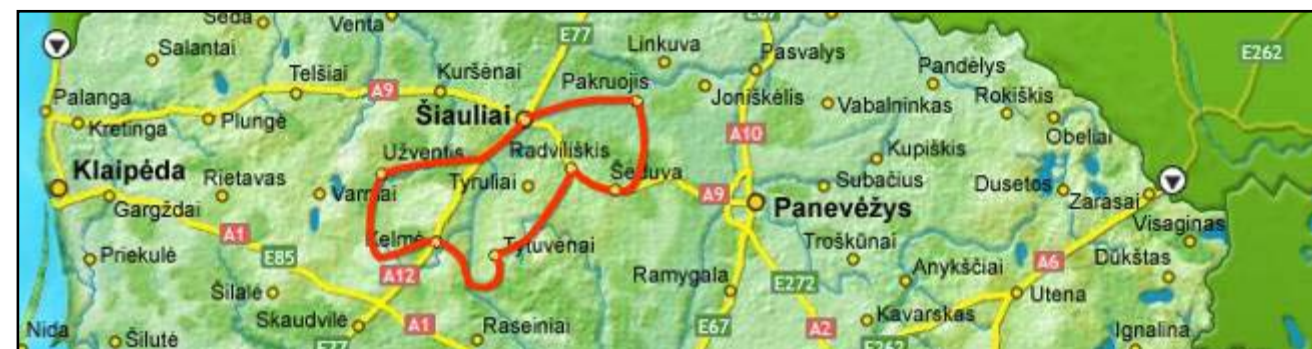 Seda
Venta
E77
Linkuva
E67
Pasvalys
E262
Salantai
Telšiai
A9
Kuršėnai
Pakruojis
Joniškėlis
Pandėlys
Rokiškis
Vabalninkas
Palanga
Kretinga
Plungė
Šiauliai
A10
Obeliai
Užventis
Radviliškis
Kupiškis
Klaipėda
Rietavas
Varniai
Tyruliai
Šeduva
A9
Subačius
Dusetos
Zarasai
Gargždai
Panevėžys
Visaginas
A1
Kelmė
Tytuvėnai
Troškūnai
Priekulė
E85
A12
Ramygala
E272
Anykščiai
A6
Dūkštas
Šilalė
Utena
Skaudvilė
A1
Raseiniai
E67
A2
Kavarskas
Nida
Šilutė
E77
E262
Ignalina